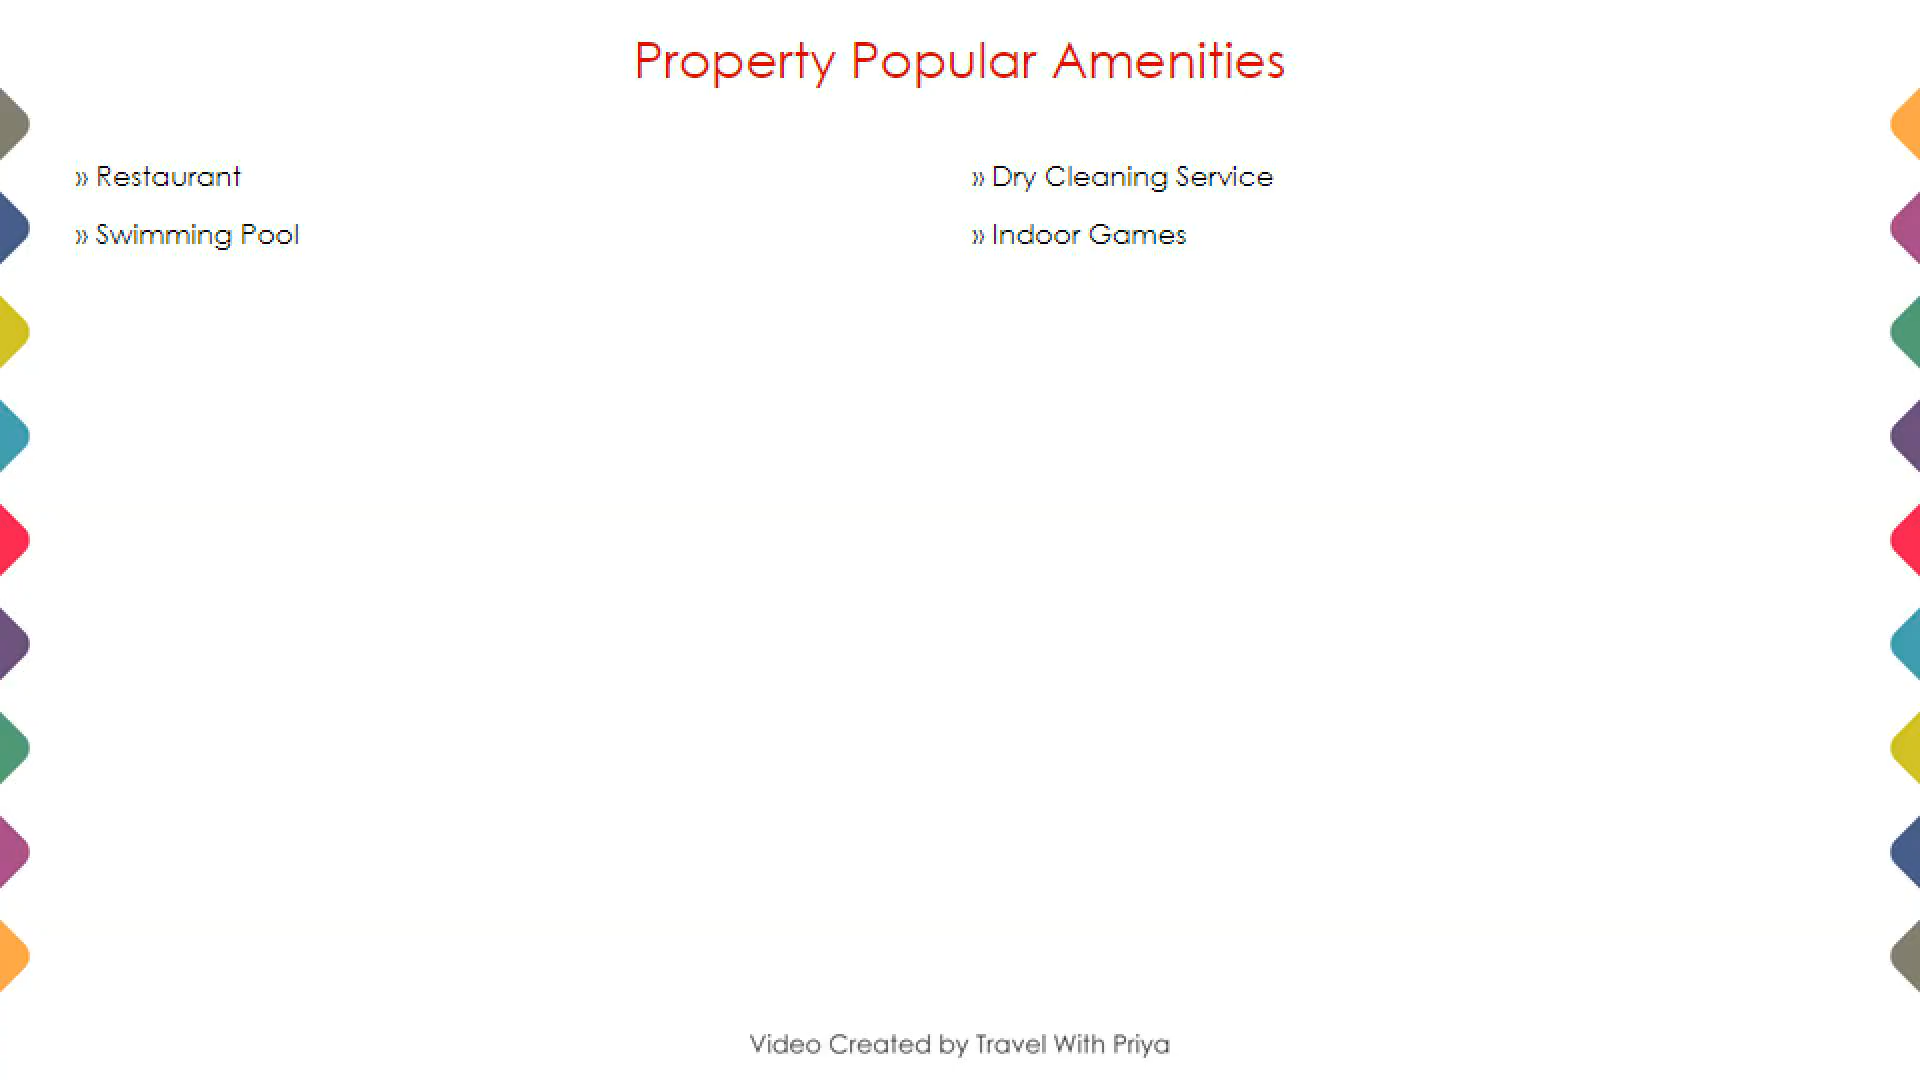 Property Popular Amenities
» Restaurant
» Dry Cleaning Service
» Swimming Pool
» Indoor Games
Video Created by Travel With Priya